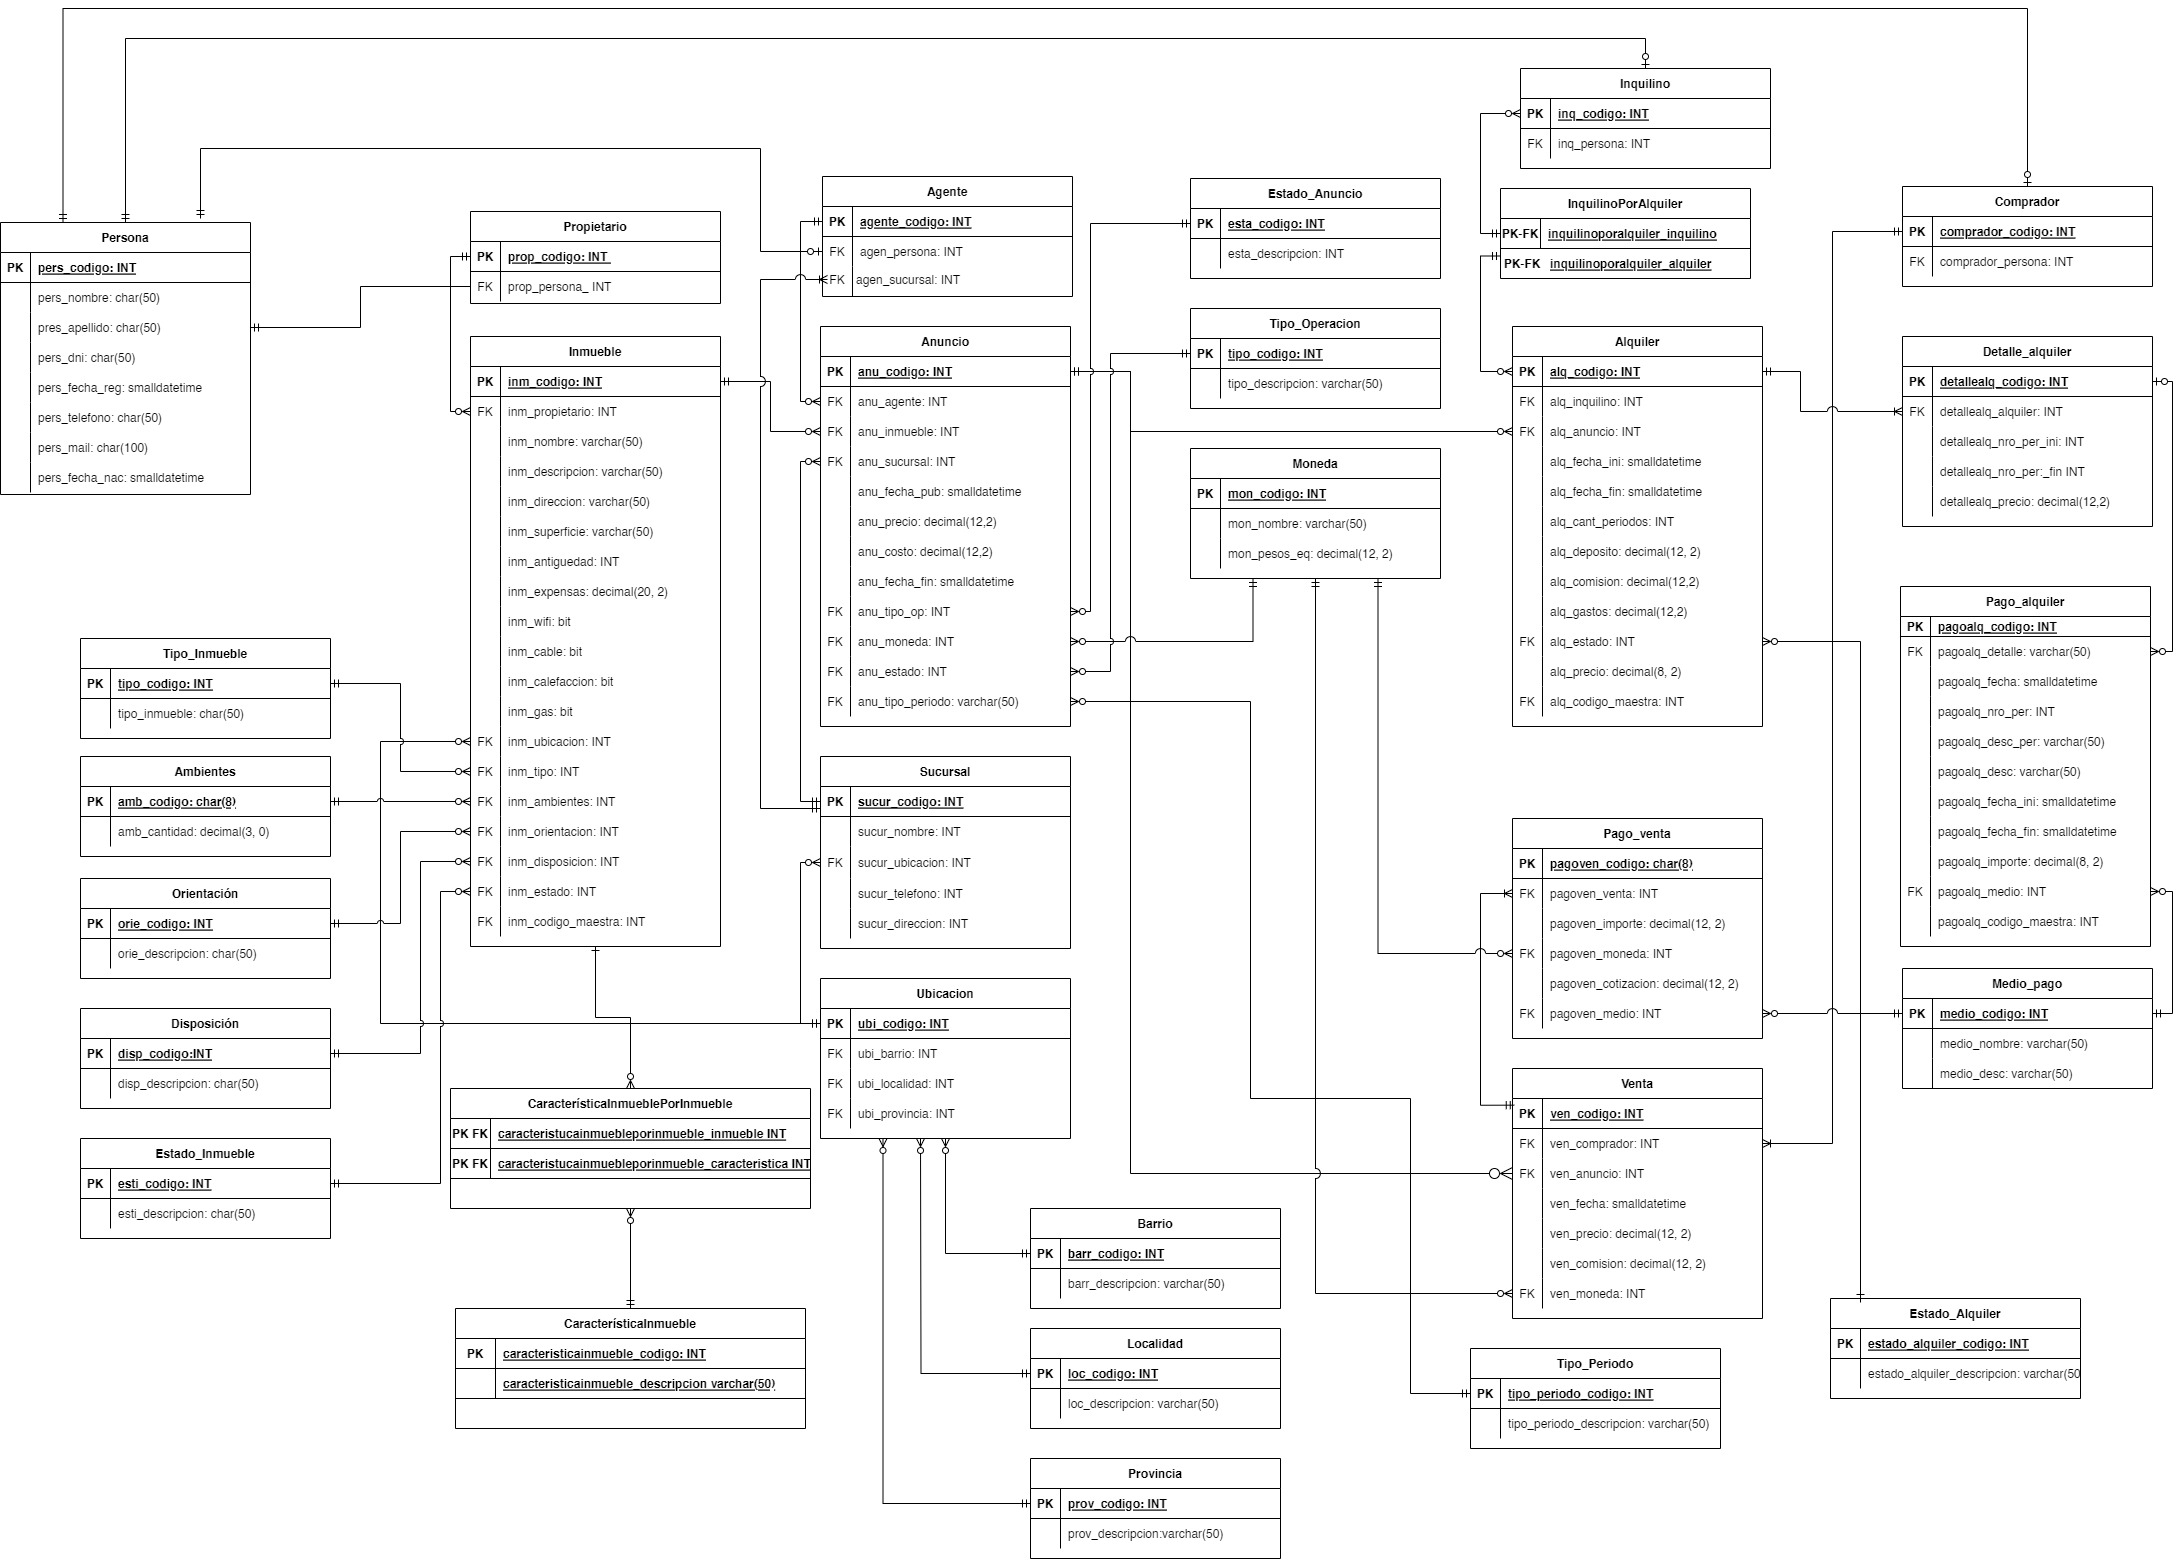 Persona
PK pers_codigo: INT
pers_nombre: char(50)
pres_apellido: char(50)
pers_dni: char(50)
pers_fecha_reg: smalldatetime
pers_telefono: char(50)
pers_mail: char(100)
pers_fecha_nac: smalldatetime
Propietario
PK prop_codigo: INT
FK prop_persona_ INT
Inmueble
PK inm_codigo: INT
FK inm_propietario: INT
inm_nombre: varchar(50)
inm_descripcion: varchar(50)
inm_direccion: varchar(50)
inm_superficie: varchar(50)
inm_antiguedad: INT
inm_expensas: decimal(20, 2)
inm_wifi: bit
inm_cable: bit
inm_calefaccion: bit
inm_gas: bit
FK inm_ubicacion: INT
FK inm_tipo: INT
FK inm_ambientes: INT
FK inm_orientacion: INT
FK inm_disposicion: INT
FK inm_estado: INT
FK inm_codigo_maestra: INT
Tipo_Inmueble
PK tipo_codigo: INT
tipo_inmueble: char(50)
Ambientes
PK amb_codigo: char(8)
amb_cantidad: decimal(3, 0)
Orientación
PK orie_codigo: INT
orie_descripcion: char(50)
Disposición
PK disp_codigo:INT
disp_descripcion: char(50)
Estado_Inmueble
PK esti_codigo: INT
esti_descripcion: char(50)
CaracterísticaInmueblePorInmueble
PK FK caracteristucainmuebleporinmueble_inmueble INT
PK FK caracteristucainmuebleporinmueble_caracteristica INT
CaracterísticaInmueble
PK caracteristicainmueble_codigo: INT
caracteristicainmueble_descripcion varchar(50)
Agente
PK agente_codigo: INT
FK agen_persona: INT
FK agen_sucursal: INT
Anuncio
PK anu_codigo: INT
FK anu_agente: INT
FK anu_inmueble: INT
FK anu_sucursal: INT
anu_fecha_pub: smalldatetime
anu_precio: decimal(12,2)
anu_costo: decimal(12,2)
anu_fecha_fin: smalldatetime
FK anu_tipo_op: INT
FK anu_moneda: INT
FK anu_estado: INT
FK anu_tipo_periodo: varchar(50)
Sucursal
PK sucur_codigo: INT
sucur_nombre: INT
FK sucur_ubicacion: INT
sucur_telefono: INT
sucur_direccion: INT
Ubicacion
PK ubi_codigo: INT
FK ubi_barrio: INT
FK ubi_localidad: INT
FK ubi_provincia: INT
Barrio
PK barr_codigo: INT
barr_descripcion: varchar(50)
Localidad
PK loc_codigo: INT
loc_descripcion: varchar(50)
Provincia
PK prov_codigo: INT
prov_descripcion:varchar(50)
Estado_Anuncio
PK esta_codigo: INT
esta_descripcion: INT
Tipo_Operacion
PK tipo_codigo: INT
tipo_descripcion: varchar(50)
Moneda
PK mon_codigo: INT
mon_nombre: varchar(50)
mon_pesos_eq: decimal(12, 2)
Inquilino
PK inq_codigo: INT
FK inq_persona: INT
InquilinoPorAlquiler
PK-FK inquilinoporalquiler_inquilino
PK-FK inquilinoporalquiler_alquiler
Alquiler
PK alq_codigo: INT
FK alq_inquilino: INT
FK alq_anuncio: INT
alq_fecha_ini: smalldatetime
alq_fecha_fin: smalldatetime
alq_cant_periodos: INT
alq_deposito: decimal(12, 2)
alq_comision: decimal(12,2)
alq_gastos: decimal(12,2)
FK alq_estado: INT
alq_precio: decimal(8, 2)
FK alq_codigo_maestra: INT
Pago_venta
PK pagoven_codigo: char(8)
FK pagoven_venta: INT
pagoven_importe: decimal(12, 2)
FK pagoven_moneda: INT
pagoven_cotizacion: decimal(12, 2)
FK pagoven_medio: INT
Venta
PK ven_codigo: INT
FK ven_comprador: INT
FK ven_anuncio: INT
ven_fecha: smalldatetime
ven_precio: decimal(12, 2)
ven_comision: decimal(12, 2)
FK ven_moneda: INT
Tipo_Periodo
PK tipo_periodo_codigo: INT
tipo_periodo_descripcion: varchar(50)
Comprador
PK comprador_codigo: INT
FK comprador_persona: INT
Detalle_alquiler
PK detallealq_codigo: INT
FK detallealq_alquiler: INT
detallealq_nro_per_ini: INT
detallealq_nro_per:_fin INT
detallealq_precio: decimal(12,2)
Pago_alquiler
PK pagoalq_codigo: INT
FK pagoalq_detalle: varchar(50)
pagoalq_fecha: smalldatetime
pagoalq_nro_per: INT
pagoalq_desc_per: varchar(50)
pagoalq_desc: varchar(50)
pagoalq_fecha_ini: smalldatetime
pagoalq_fecha_fin: smalldatetime
pagoalq_importe: decimal(8, 2)
FK pagoalq_medio: INT
pagoalq_codigo_maestra: INT
Medio_pago
PK medio_codigo: INT
medio_nombre: varchar(50)
medio_desc: varchar(50)
Estado_Alquiler
PK estado_alquiler_codigo: INT
estado_alquiler_descripcion: varchar(50